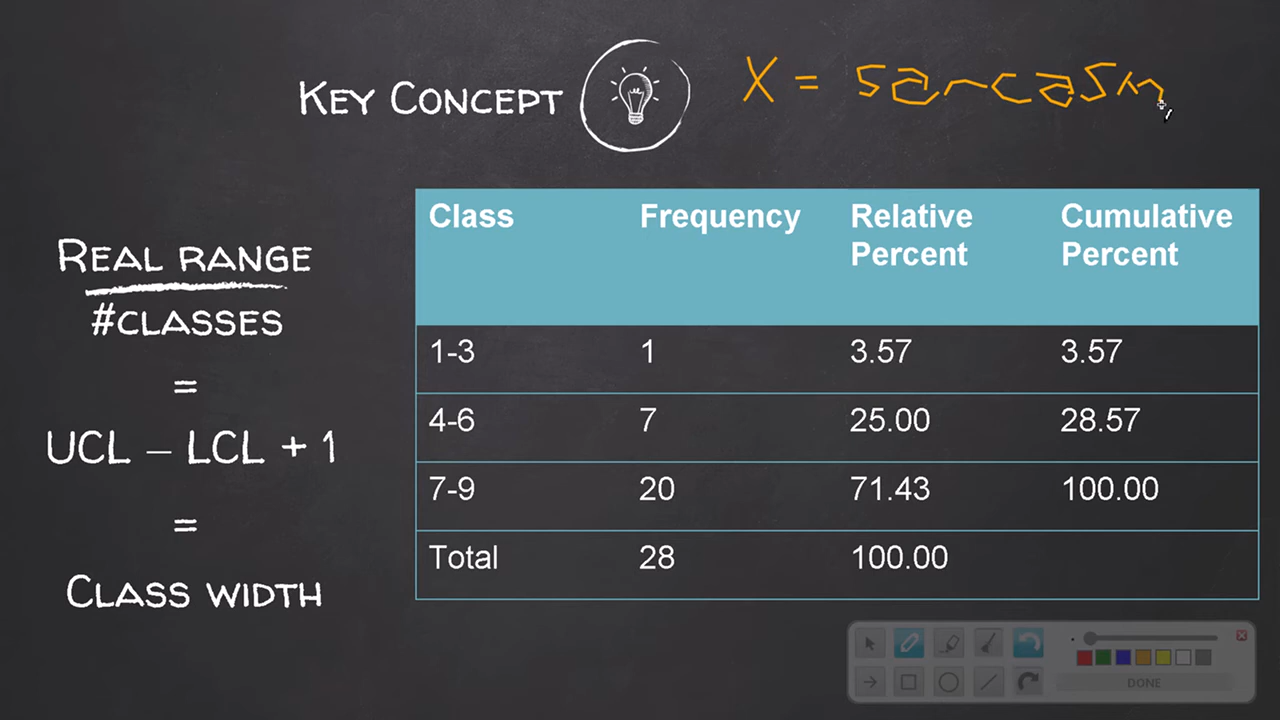 Key Concept
X = sarcasm
Real range
#classes
=
UCL – LCL + 1
=
Class width
Class Frequency Relative Percent Cumulative Percent
1-3 1 3.57 3.57
4-6 7 25.00 28.57
7-9 20 71.43 100.00
Total 28 100.00
DONE